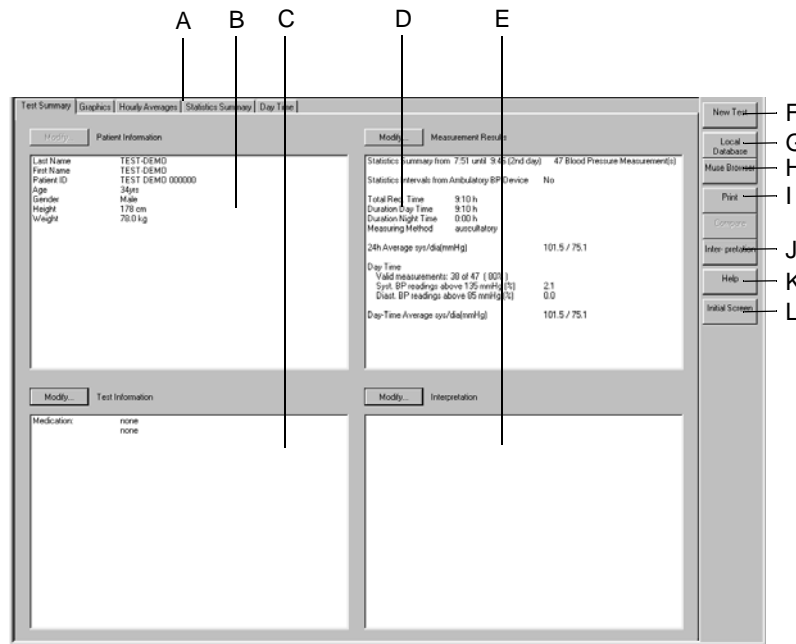 A B C D E
Test Summary Graphics Hourly Averages Statistics Summary Day Time
Modify... Patient Information
Last Name TEST-DEMO
First Name TEST-DEMO
Patient ID TEST DEMO 000000
Age 34yrs
Gender Male
Height 178 cm
Weight 78.0 kg
Modify... Measurement Results
Statistics Summary from 7:51 until 9:46 (2nd day) 47 Blood Pressure Measurement(s)
Statistics Intervals from Ambulatory BP Device No
Total Rec. Time 9:10 h
Duration Day Time 9:10 h
Duration Night Time 0:00 h
Measuring Method auscultatory
24h Average sys/dia(mmHg) 101.5 / 75.1
Day Time
Valid measurements: 38 of 47 ( 80% )
Syst. BP readings above 135 mmHg (%) 2.1
Diast. BP readings above 85 mmHg (%) 0.0
Day-Time Average sys/dia(mmHg) 101.5 / 75.1
Modify... Test Information
Medication: none
none
Modify... Interpretation
New Test F
Local
Database G
Muse Browser H
Print I
Compare
Inter- pretation J
Help K
Initial Screen L